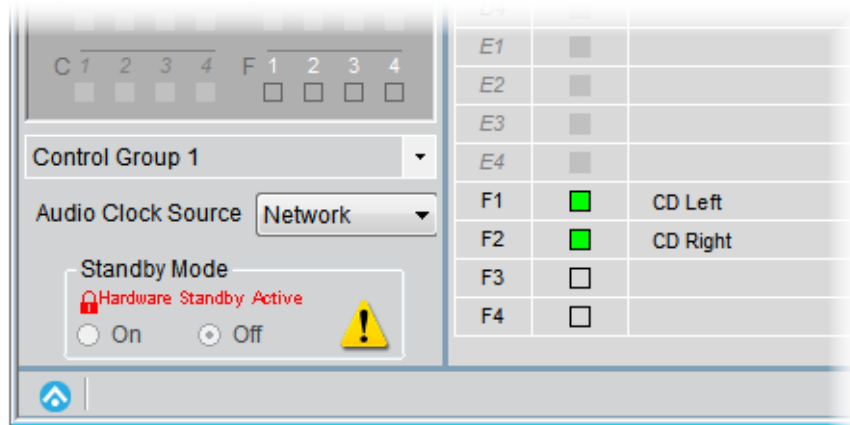 C 1 2 3 4 F 1 2 3 4
Control Group 1
Audio Clock Source Network
Standby Mode
Hardware Standby Active
On Off
E1
E2
E3
E4
F1 CD Left
F2 CD Right
F3
F4